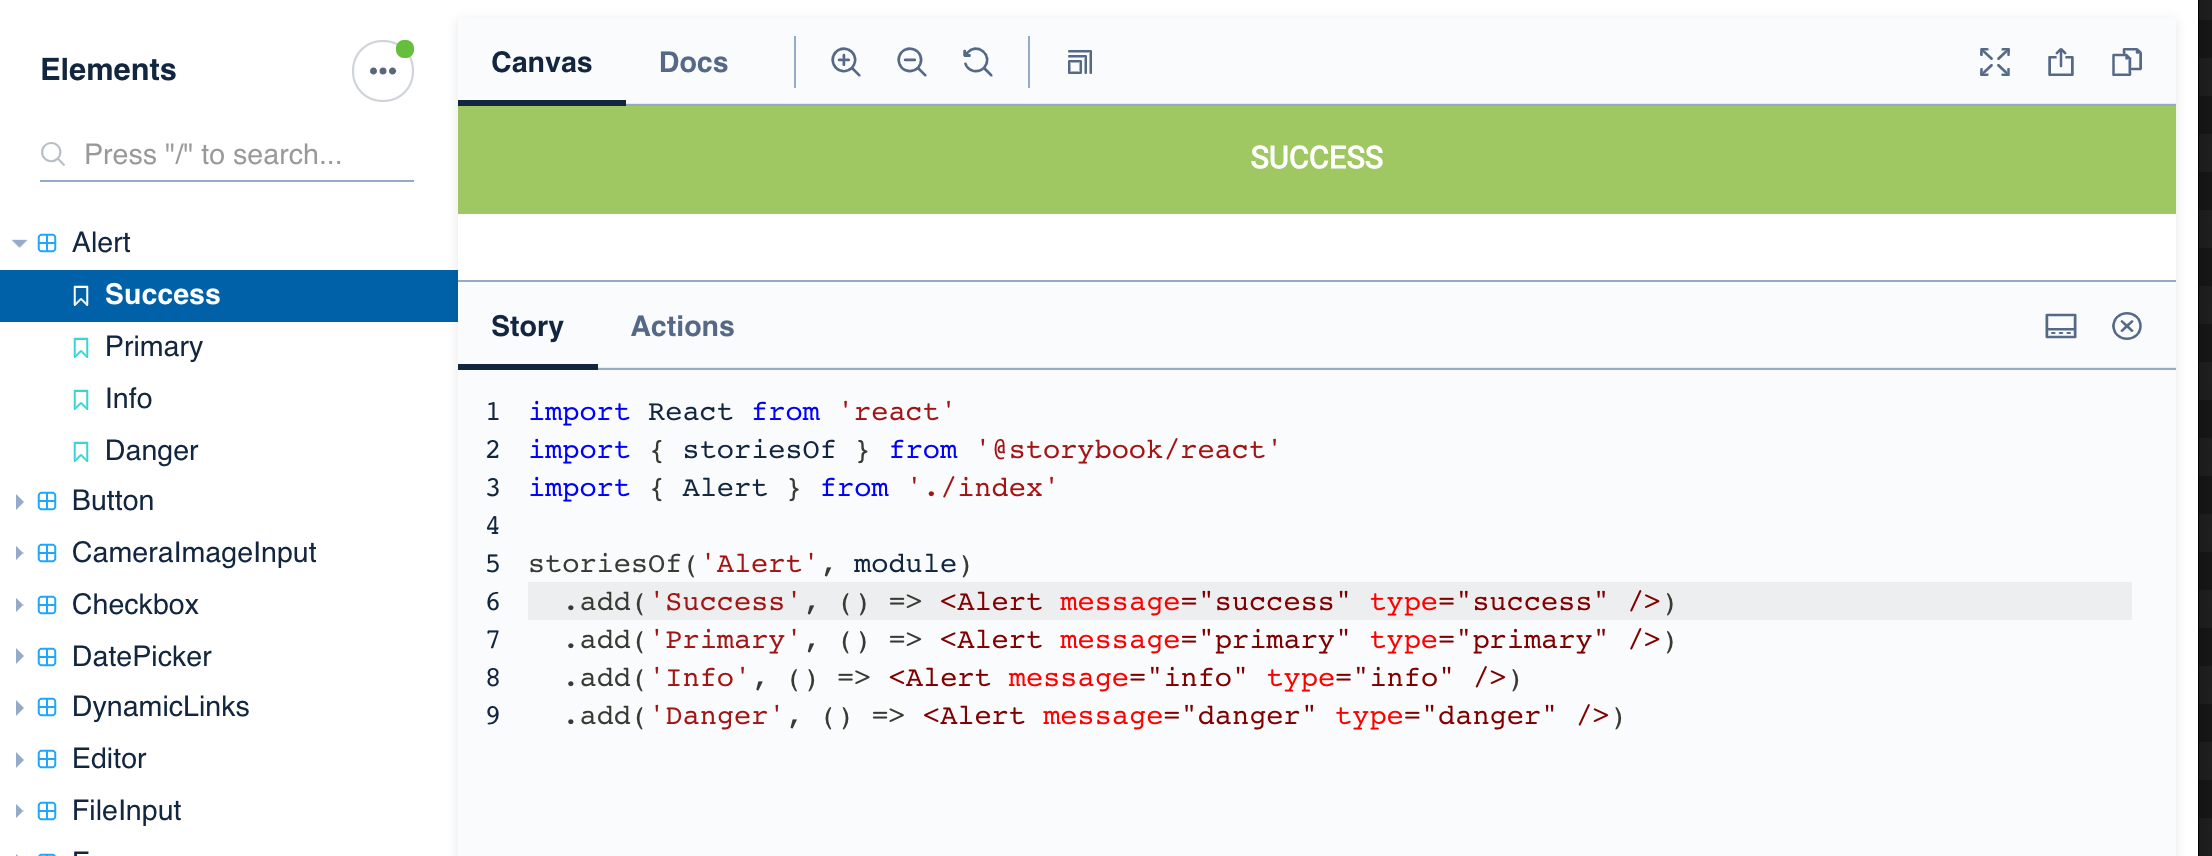 Elements
Press "/" to search...
Alert
Success
Primary
Info
Danger
Button
CameraImageInput
Checkbox
DatePicker
DynamicLinks
Editor
FileInput
Canvas Docs
SUCCESS
Story Actions
1 import React from 'react'
2 import { storiesOf } from '@storybook/react'
3 import { Alert } from './index'
4
5 storiesOf('Alert', module)
6 .add('Success', () => <Alert message="success" type="success" />)
7 .add('Primary', () => <Alert message="primary" type="primary" />)
8 .add('Info', () => <Alert message="info" type="info" />)
9 .add('Danger', () => <Alert message="danger" type="danger" />)